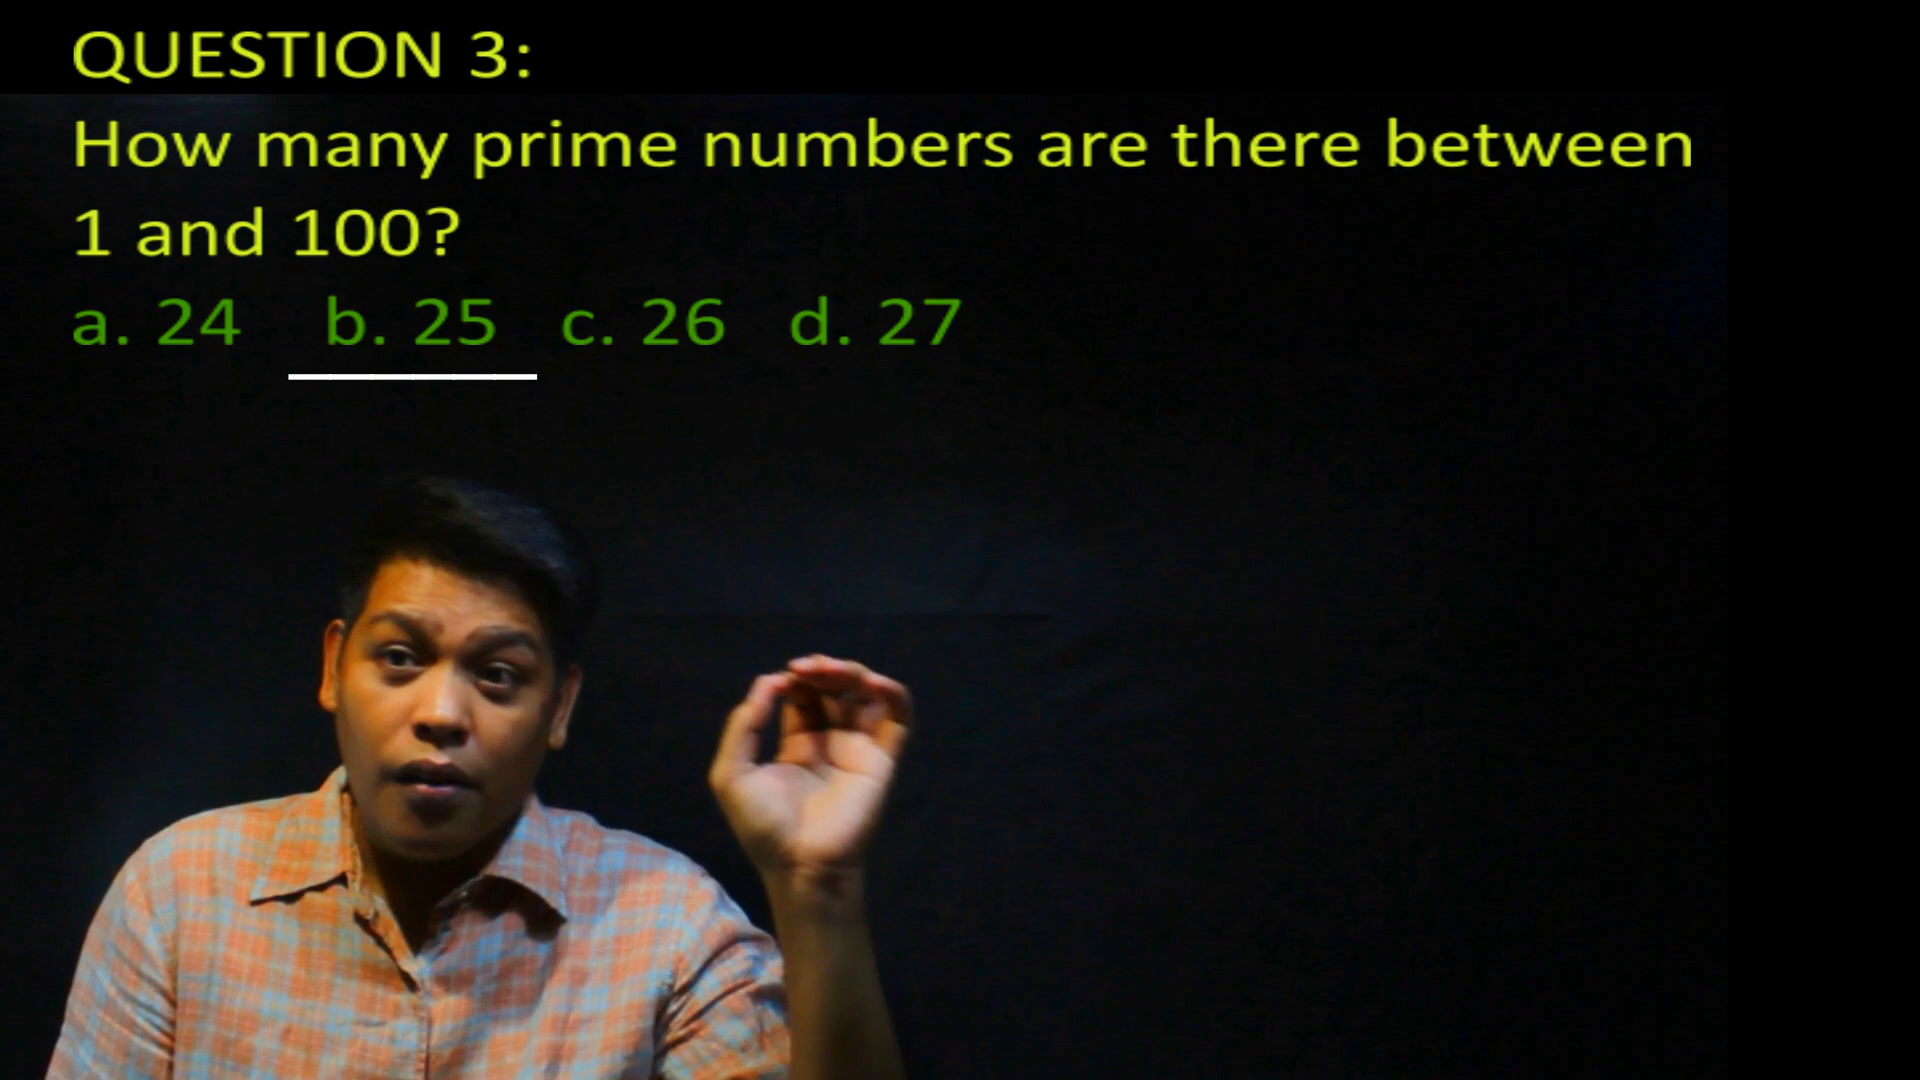 QUESTION 3:
How many prime numbers are there between
1 and 100?
a. 24 b. 25 c. 26 d. 27